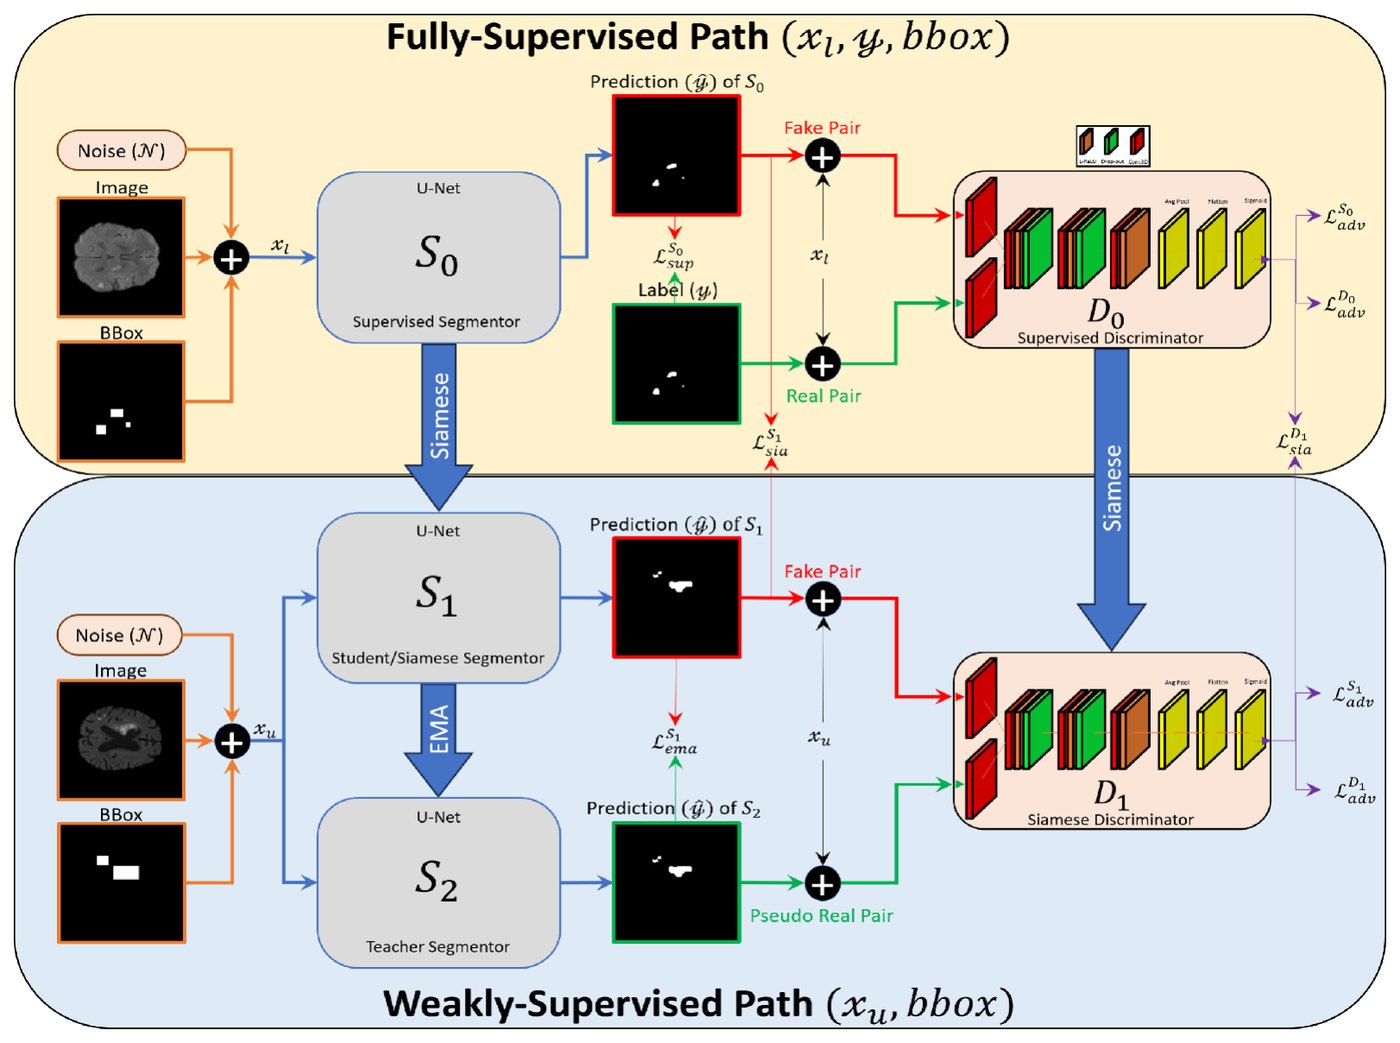 Fully-Supervised Path (x_l, 𝓎, bbox)
Prediction (𝓎̂) of S_0
Noise (𝒩)
Image
BBox
x_l
U-Net
S_0
Supervised Segmentor
ℒ_sup^{S_0}
Label (𝓎)
Fake Pair
x_l
Real Pair
L-ReLU Drop-out Conv3D
Avg Pool Flatten Sigmoid
D_0
Supervised Discriminator
ℒ_adv^{S_0}
ℒ_adv^{D_0}
Siamese
ℒ_sia^{S_1}
Siamese
ℒ_sia^{D_1}
Noise (𝒩)
Image
BBox
x_u
U-Net
S_1
Student/Siamese Segmentor
EMA
U-Net
S_2
Teacher Segmentor
Prediction (𝓎̂) of S_1
ℒ_ema^{S_1}
Prediction (𝓎̂) of S_2
Fake Pair
x_u
Pseudo Real Pair
Avg Pool Flatten Sigmoid
D_1
Siamese Discriminator
ℒ_adv^{S_1}
ℒ_adv^{D_1}
Weakly-Supervised Path (x_u, bbox)